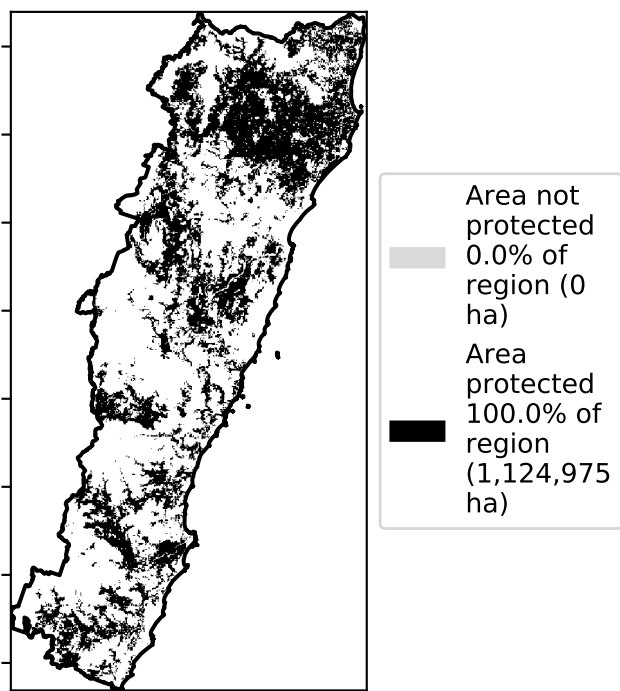 Area not
protected
0.0% of
region (0
ha)
Area
protected
100.0% of
region
(1,124,975
ha)